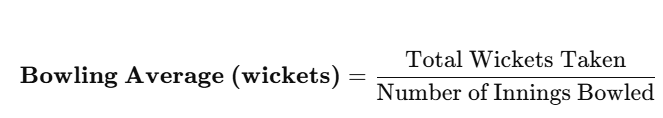 Bowling Average (wickets) = Total Wickets Taken
Number of Innings Bowled